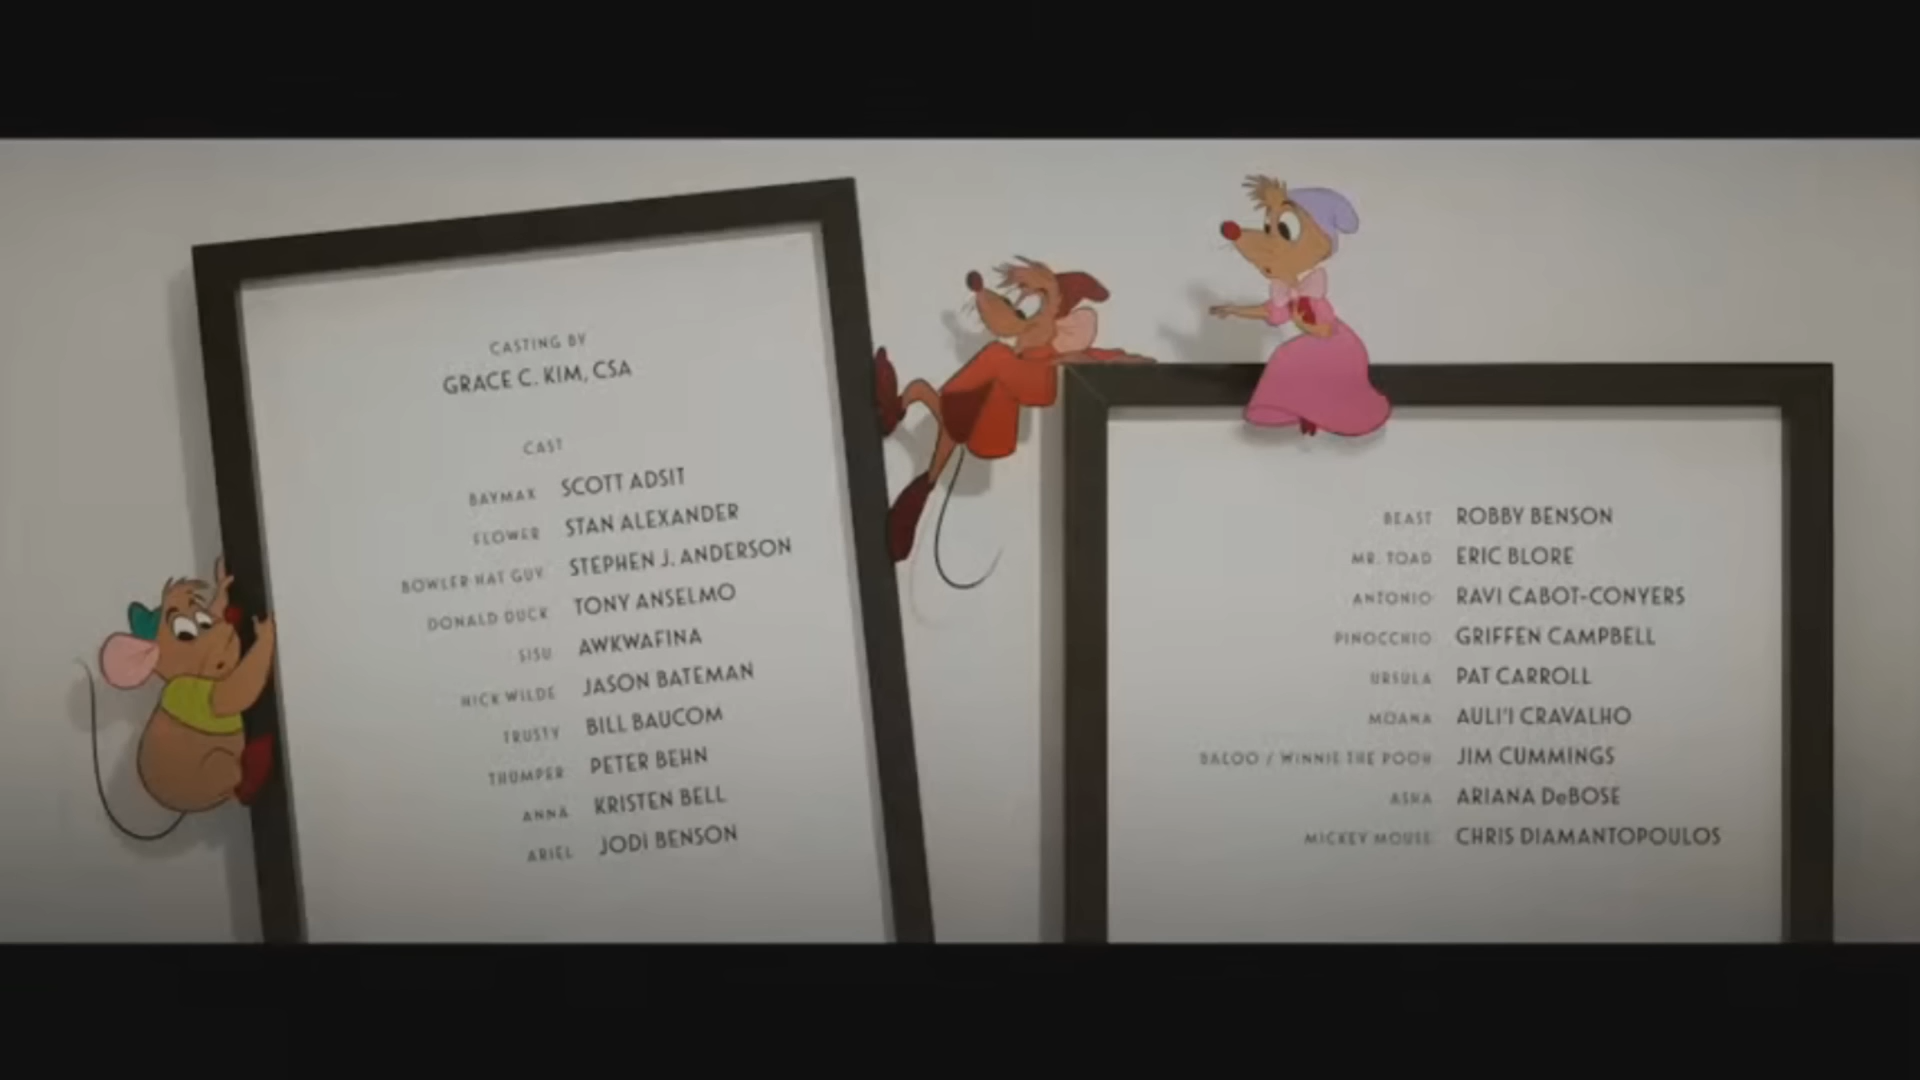 CASTING BY
GRACE C. KIM, CSA
CAST
BAYMAX SCOTT ADSIT
FLOWER STAN ALEXANDER
BOWLER HAT GUY STEPHEN J. ANDERSON
DONALD DUCK TONY ANSELMO
SISU AWKWAFINA
NICK WILDE JASON BATEMAN
TRUSTY BILL BAUCOM
THUMPER PETER BEHN
ANNA KRISTEN BELL
ARIEL JODI BENSON
BEAST ROBBY BENSON
MR. TOAD ERIC BLORE
ANTONIO RAVI CABOT-CONYERS
PINOCCHIO GRIFFEN CAMPBELL
URSULA PAT CARROLL
MOANA AULI'I CRAVALHO
BALOO / WINNIE THE POOH JIM CUMMINGS
ASHA ARIANA DeBOSE
MICKEY MOUSE CHRIS DIAMANTOPOULOS